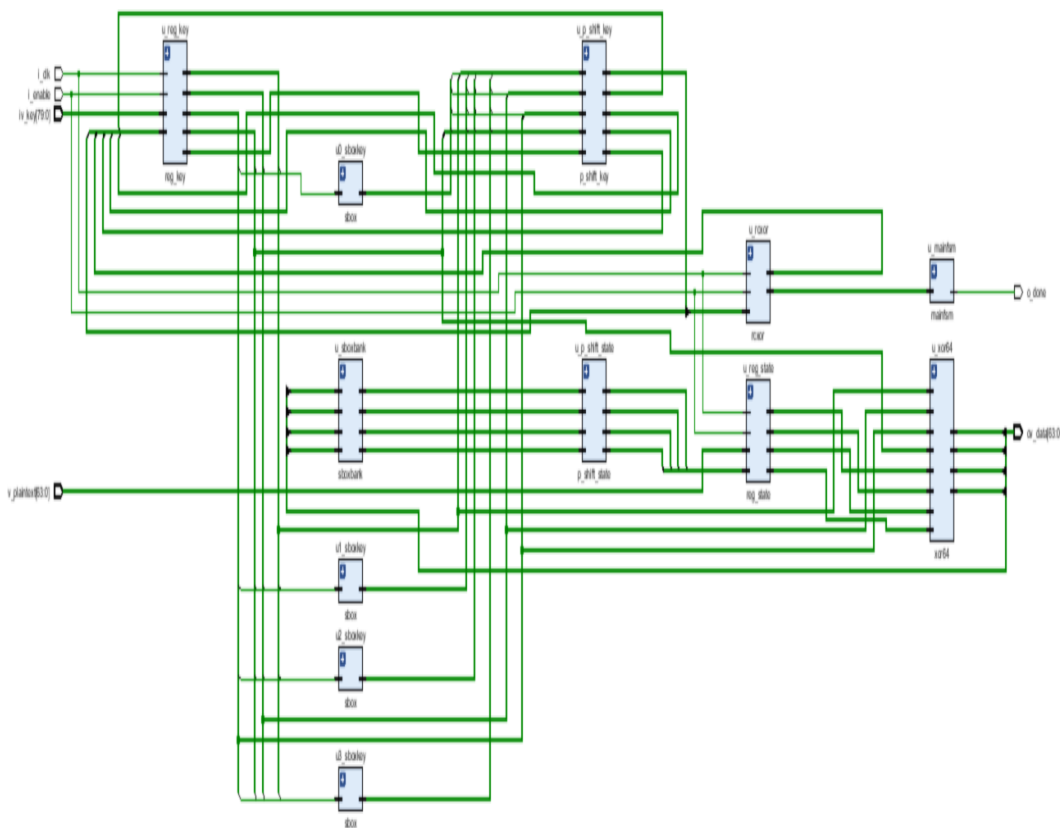 u_reg_key
u_p_shift_key
i_clk
i_enable
iv_key[79:0]
reg_key
p_shift_key
u0_sboxkey
sbox
u_rcxor
rcxor
u_mainfsm
mainfsm
o_done
u_sboxbank
sboxbank
u_p_shift_state
p_shift_state
u_reg_state
reg_state
u_xor64
xor64
ov_data[63:0
v_plaintext[63:0]
u1_sboxkey
sbox
u2_sboxkey
sbox
u3_sboxkey
sbox